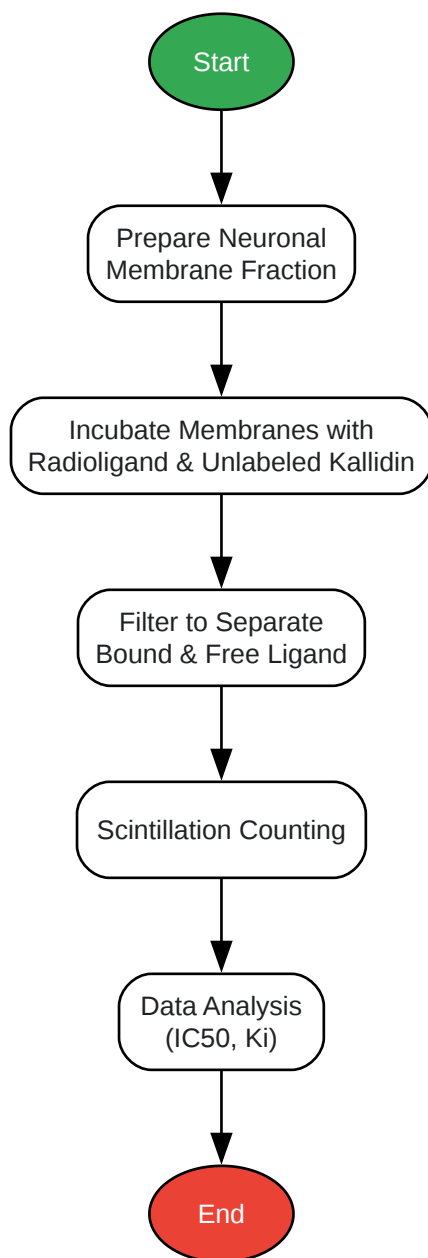 Start
Prepare Neuronal
Membrane Fraction
Incubate Membranes with
Radioligand & Unlabeled Kallidin
Filter to Separate
Bound & Free Ligand
Scintillation Counting
Data Analysis
(IC50, Ki)
End